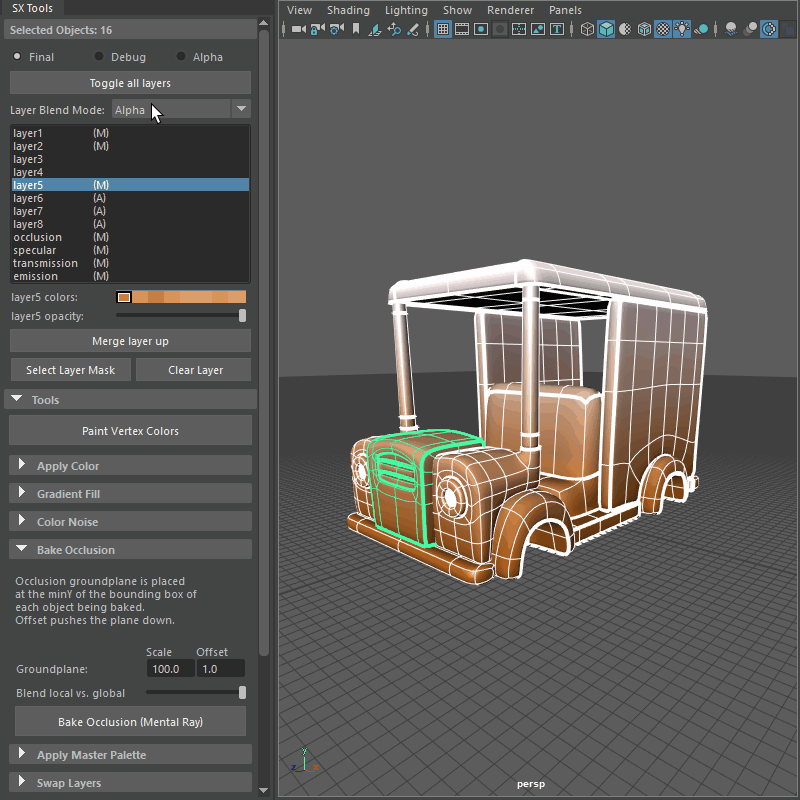 SX Tools
Selected Objects: 16
Final Debug Alpha
Toggle all layers
Layer Blend Mode: Alpha
layer1 (M)
layer2 (M)
layer3
layer4
layer5 (M)
layer6 (A)
layer7 (A)
layer8 (A)
occlusion (M)
specular (M)
transmission (M)
emission (M)
layer5 colors:
layer5 opacity:
Merge layer up
Select Layer Mask Clear Layer
Tools
Paint Vertex Colors
Apply Color
Gradient Fill
Color Noise
Bake Occlusion
Occlusion groundplane is placed
at the minY of the bounding box of
each object being baked.
Offset pushes the plane down.
Scale Offset
Groundplane: 100.0 1.0
Blend local vs. global
Bake Occlusion (Mental Ray)
Apply Master Palette
Swap Layers
View Shading Lighting Show Renderer Panels
y
z x
persp